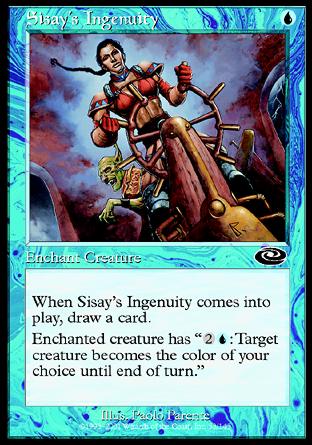 Sisay's Ingenuity
Enchant Creature
When Sisay's Ingenuity comes into
play, draw a card.
Enchanted creature has “2 : Target
creature becomes the color of your
choice until end of turn.”
Illus. Paolo Parente